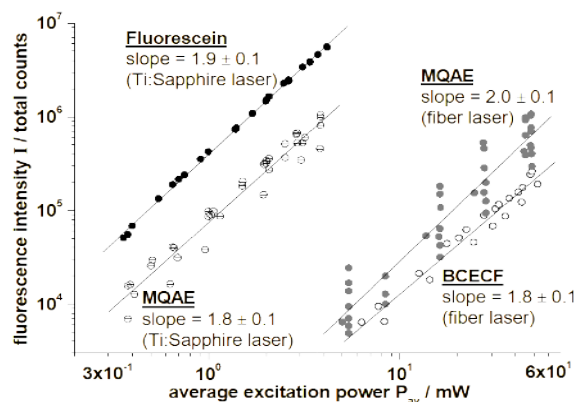 10^7
10^6
10^5
10^4
fluorescence intensity I / total counts
Fluorescein
slope = 1.9 ± 0.1
(Ti:Sapphire laser)
MQAE
slope = 2.0 ± 0.1
(fiber laser)
MQAE
slope = 1.8 ± 0.1
(Ti:Sapphire laser)
BCECF
slope = 1.8 ± 0.1
(fiber laser)
3x10^-1 10^0 10^1 6x10^1
average excitation power P_av / mW